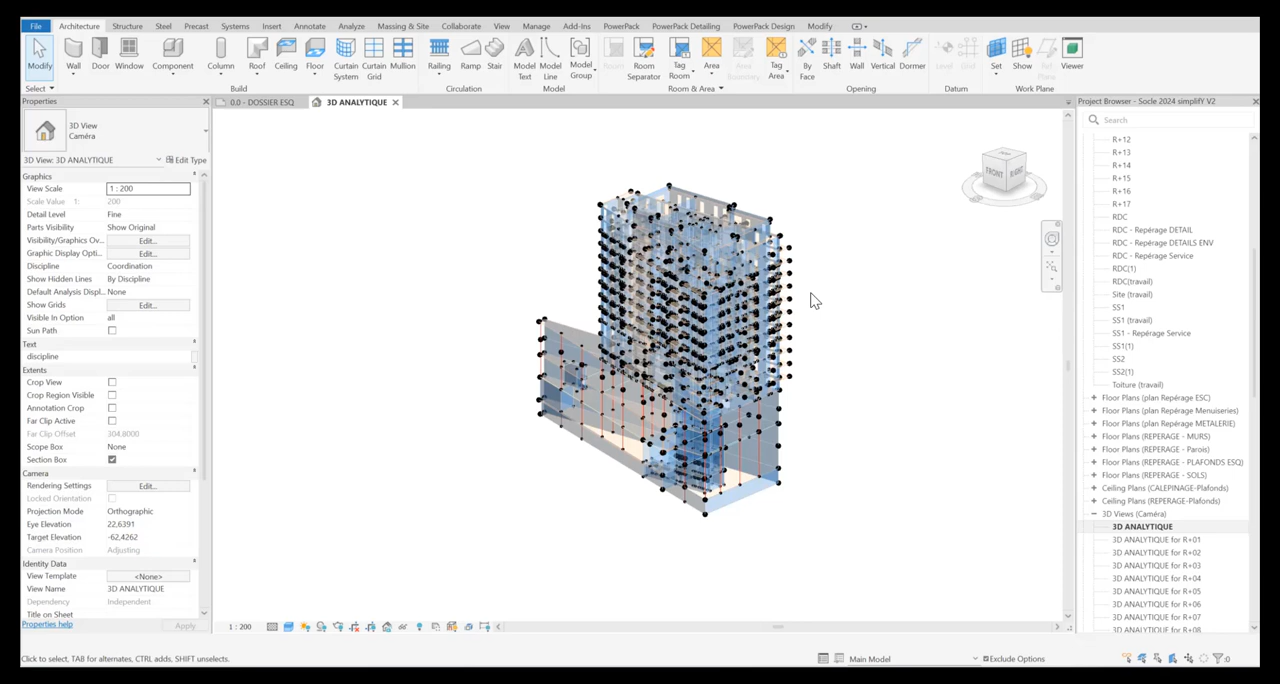 File Architecture Structure Steel Precast Systems Insert Annotate Analyze Massing & Site Collaborate View Manage Add-Ins PowerPack PowerPack Detailing PowerPack Design Modify
Modify Wall Door Window Component Column Roof Ceiling Floor Curtain System Curtain Grid Mullion Railing Ramp Stair Model Text Model Line Model Group Room Room Separator Tag Room Area Area Boundary Tag Area By Face Shaft Wall Vertical Dormer Level Grid Set Show Ref Plane Viewer
Select Build Circulation Model Room & Area Opening Datum Work Plane
Properties
0.0 - DOSSIER ESQ
3D ANALYTIQUE
Project Browser - Socle 2024 simplifY V2
3D View
Caméra
3D View: 3D ANALYTIQUE
Edit Type
Graphics
View Scale 1 : 200
Scale Value 1: 200
Detail Level Fine
Parts Visibility Show Original
Visibility/Graphics Ov... Edit...
Graphic Display Opti... Edit...
Discipline Coordination
Show Hidden Lines By Discipline
Default Analysis Displ... None
Show Grids Edit...
Visible In Option all
Sun Path
Text
discipline
Extents
Crop View
Crop Region Visible
Annotation Crop
Far Clip Active
Far Clip Offset 304,8000
Scope Box None
Section Box
Camera
Rendering Settings Edit...
Locked Orientation
Projection Mode Orthographic
Eye Elevation 22,6391
Target Elevation -62,4262
Camera Position Adjusting
Identity Data
View Template <None>
View Name 3D ANALYTIQUE
Dependency Independent
Title on Sheet
Properties help
Apply
FRONT RIGHT
1 : 200
Search
R+12
R+13
R+14
R+15
R+16
R+17
RDC
RDC - Repérage DETAIL
RDC - Repérage DETAILS ENV
RDC - Repérage Service
RDC(1)
RDC(travail)
Site (travail)
SS1
SS1 (travail)
SS1 - Repérage Service
SS1(1)
SS2
SS2(1)
Toiture (travail)
Floor Plans (plan Repérage ESC)
Floor Plans (plan Repérage Menuiseries)
Floor Plans (plan Repérage METALERIE)
Floor Plans (REPERAGE - MURS)
Floor Plans (REPERAGE - Parois)
Floor Plans (REPERAGE - PLAFONDS ESQ)
Floor Plans (REPERAGE - SOLS)
Ceiling Plans (CALEPINAGE-Plafonds)
Ceiling Plans (REPERAGE-Plafonds)
3D Views (Caméra)
3D ANALYTIQUE
3D ANALYTIQUE for R+01
3D ANALYTIQUE for R+02
3D ANALYTIQUE for R+03
3D ANALYTIQUE for R+04
3D ANALYTIQUE for R+05
3D ANALYTIQUE for R+06
3D ANALYTIQUE for R+07
3D ANALYTIQUE for R+08
Click to select, TAB for alternates, CTRL adds, SHIFT unselects.
Main Model
Exclude Options
:0